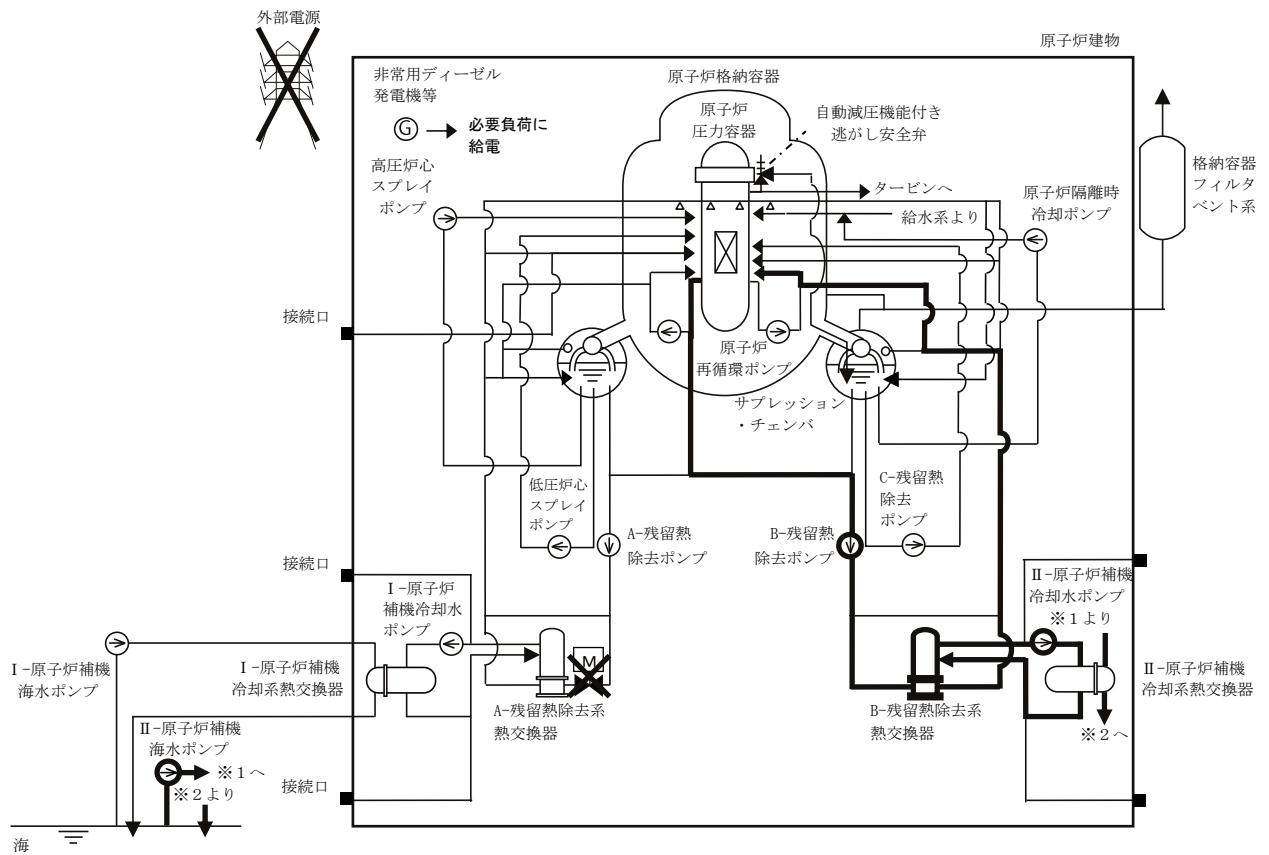 外部電源
原子炉建物
非常用ディーゼル
発電機等
G
必要負荷に
給電
原子炉格納容器
原子炉
圧力容器
自動減圧機能付き
逃がし安全弁
高圧炉心
スプレイ
ポンプ
タービンへ
給水系より
原子炉隔離時
冷却ポンプ
格納容器
フィルタ
ベント系
接続口
原子炉
再循環ポンプ
サプレッション
・チェンバ
低圧炉心
スプレイ
ポンプ
A-残留熱
除去ポンプ
B-残留熱
除去ポンプ
C-残留熱
除去
ポンプ
接続口
Ⅰ-原子炉
補機冷却水
ポンプ
Ⅱ-原子炉補機
冷却水ポンプ
※1より
Ⅰ-原子炉補機
海水ポンプ
Ⅰ-原子炉補機
冷却系熱交換器
M
A-残留熱除去系
熱交換器
B-残留熱除去系
熱交換器
Ⅱ-原子炉補機
冷却系熱交換器
※2へ
Ⅱ-原子炉補機
海水ポンプ
※1へ
※2より
接続口
海